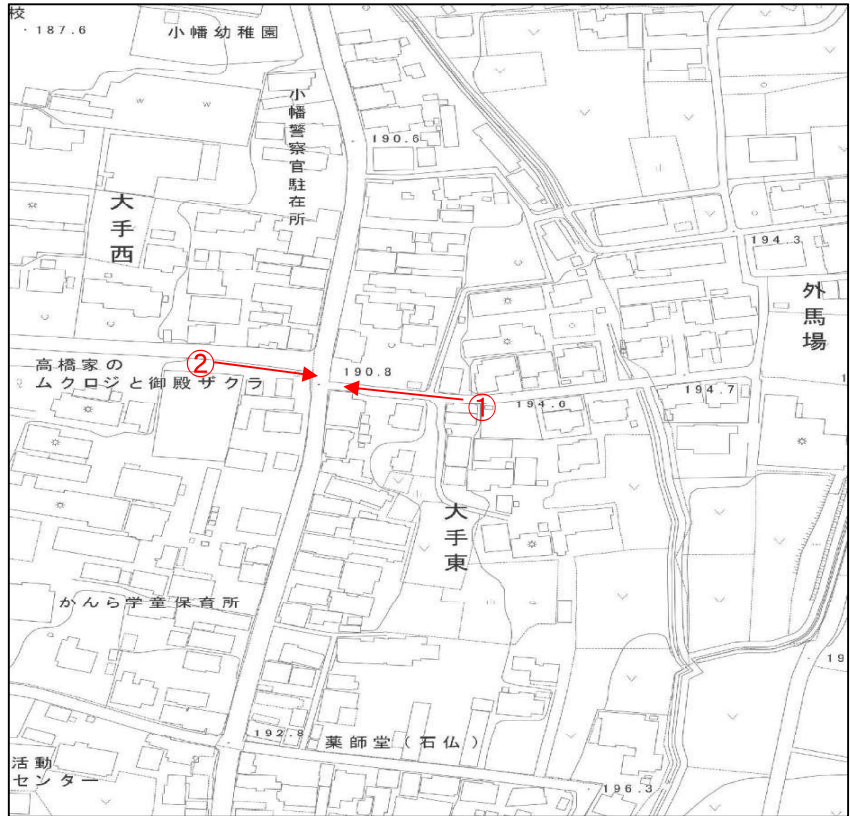 校
187.6
小幡幼稚園
小幡警察官駐在所
190.6
大手西
194.3
外馬場
高橋家の
ムクロジと御殿ザクラ
②
190.8
①
194.0
194.7
大手東
かんら学童保育所
192.8
薬師堂（石仏）
19
活動
センター
196.3